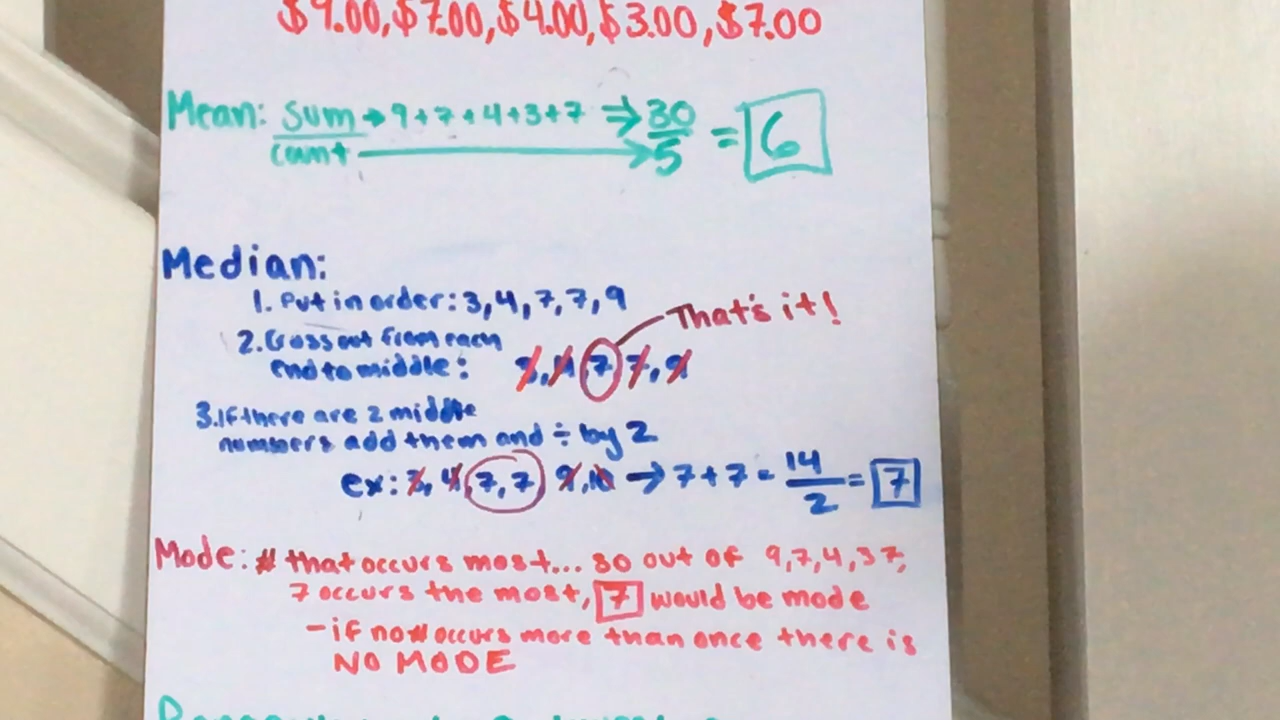 $9.00, $7.00, $4.00, $3.00, $7.00
Mean: sum → 9+7+4+3+7 → 30
count → 5 = 6
Median:
1. Put in order: 3, 4, 7, 7, 9
2. Cross out from each
end to middle: 3, 4 7 7, 9
That's it!
3. If there are 2 middle
numbers add them and ÷ by 2
ex: 3, 4, 7, 7 9, 10 → 7+7 = 14/2 = 7
Mode: # that occurs most... so out of 9, 7, 4, 3 7,
7 occurs the most, 7 would be mode
- if no # occurs more than once there is
NO MODE